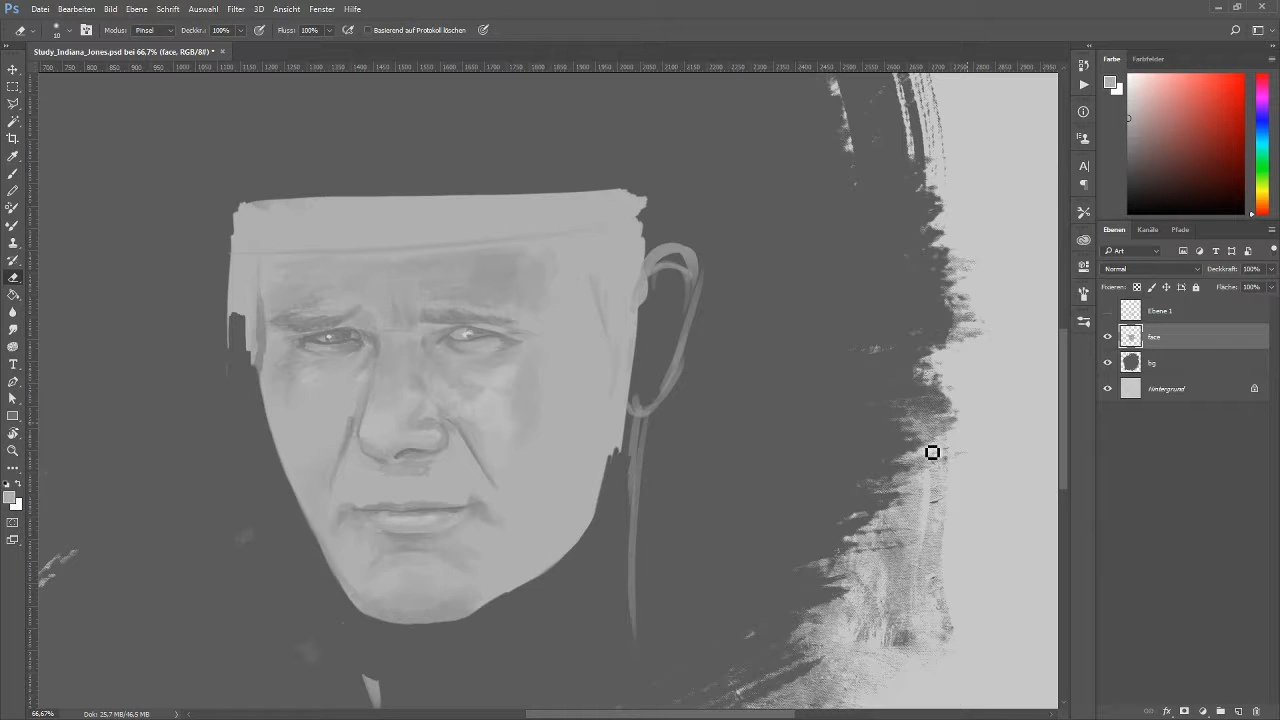 Ps Datei Bearbeiten Bild Ebene Schrift Auswahl Filter 3D Ansicht Fenster Hilfe
10 Modus: Pinsel Deckkr.: 100% Fluss: 100% Basierend auf Protokoll löschen
Study_Indiana_Jones.psd bei 66,7% (face, RGB/8#) * ×
Farbe Farbfelder
Ebenen Kanäle Pfade
Art
Normal Deckkraft: 100%
Fixieren: Fläche: 100%
Ebene 1
face
bg
Hintergrund
66,67% Dok: 25,7 MB/46,5 MB